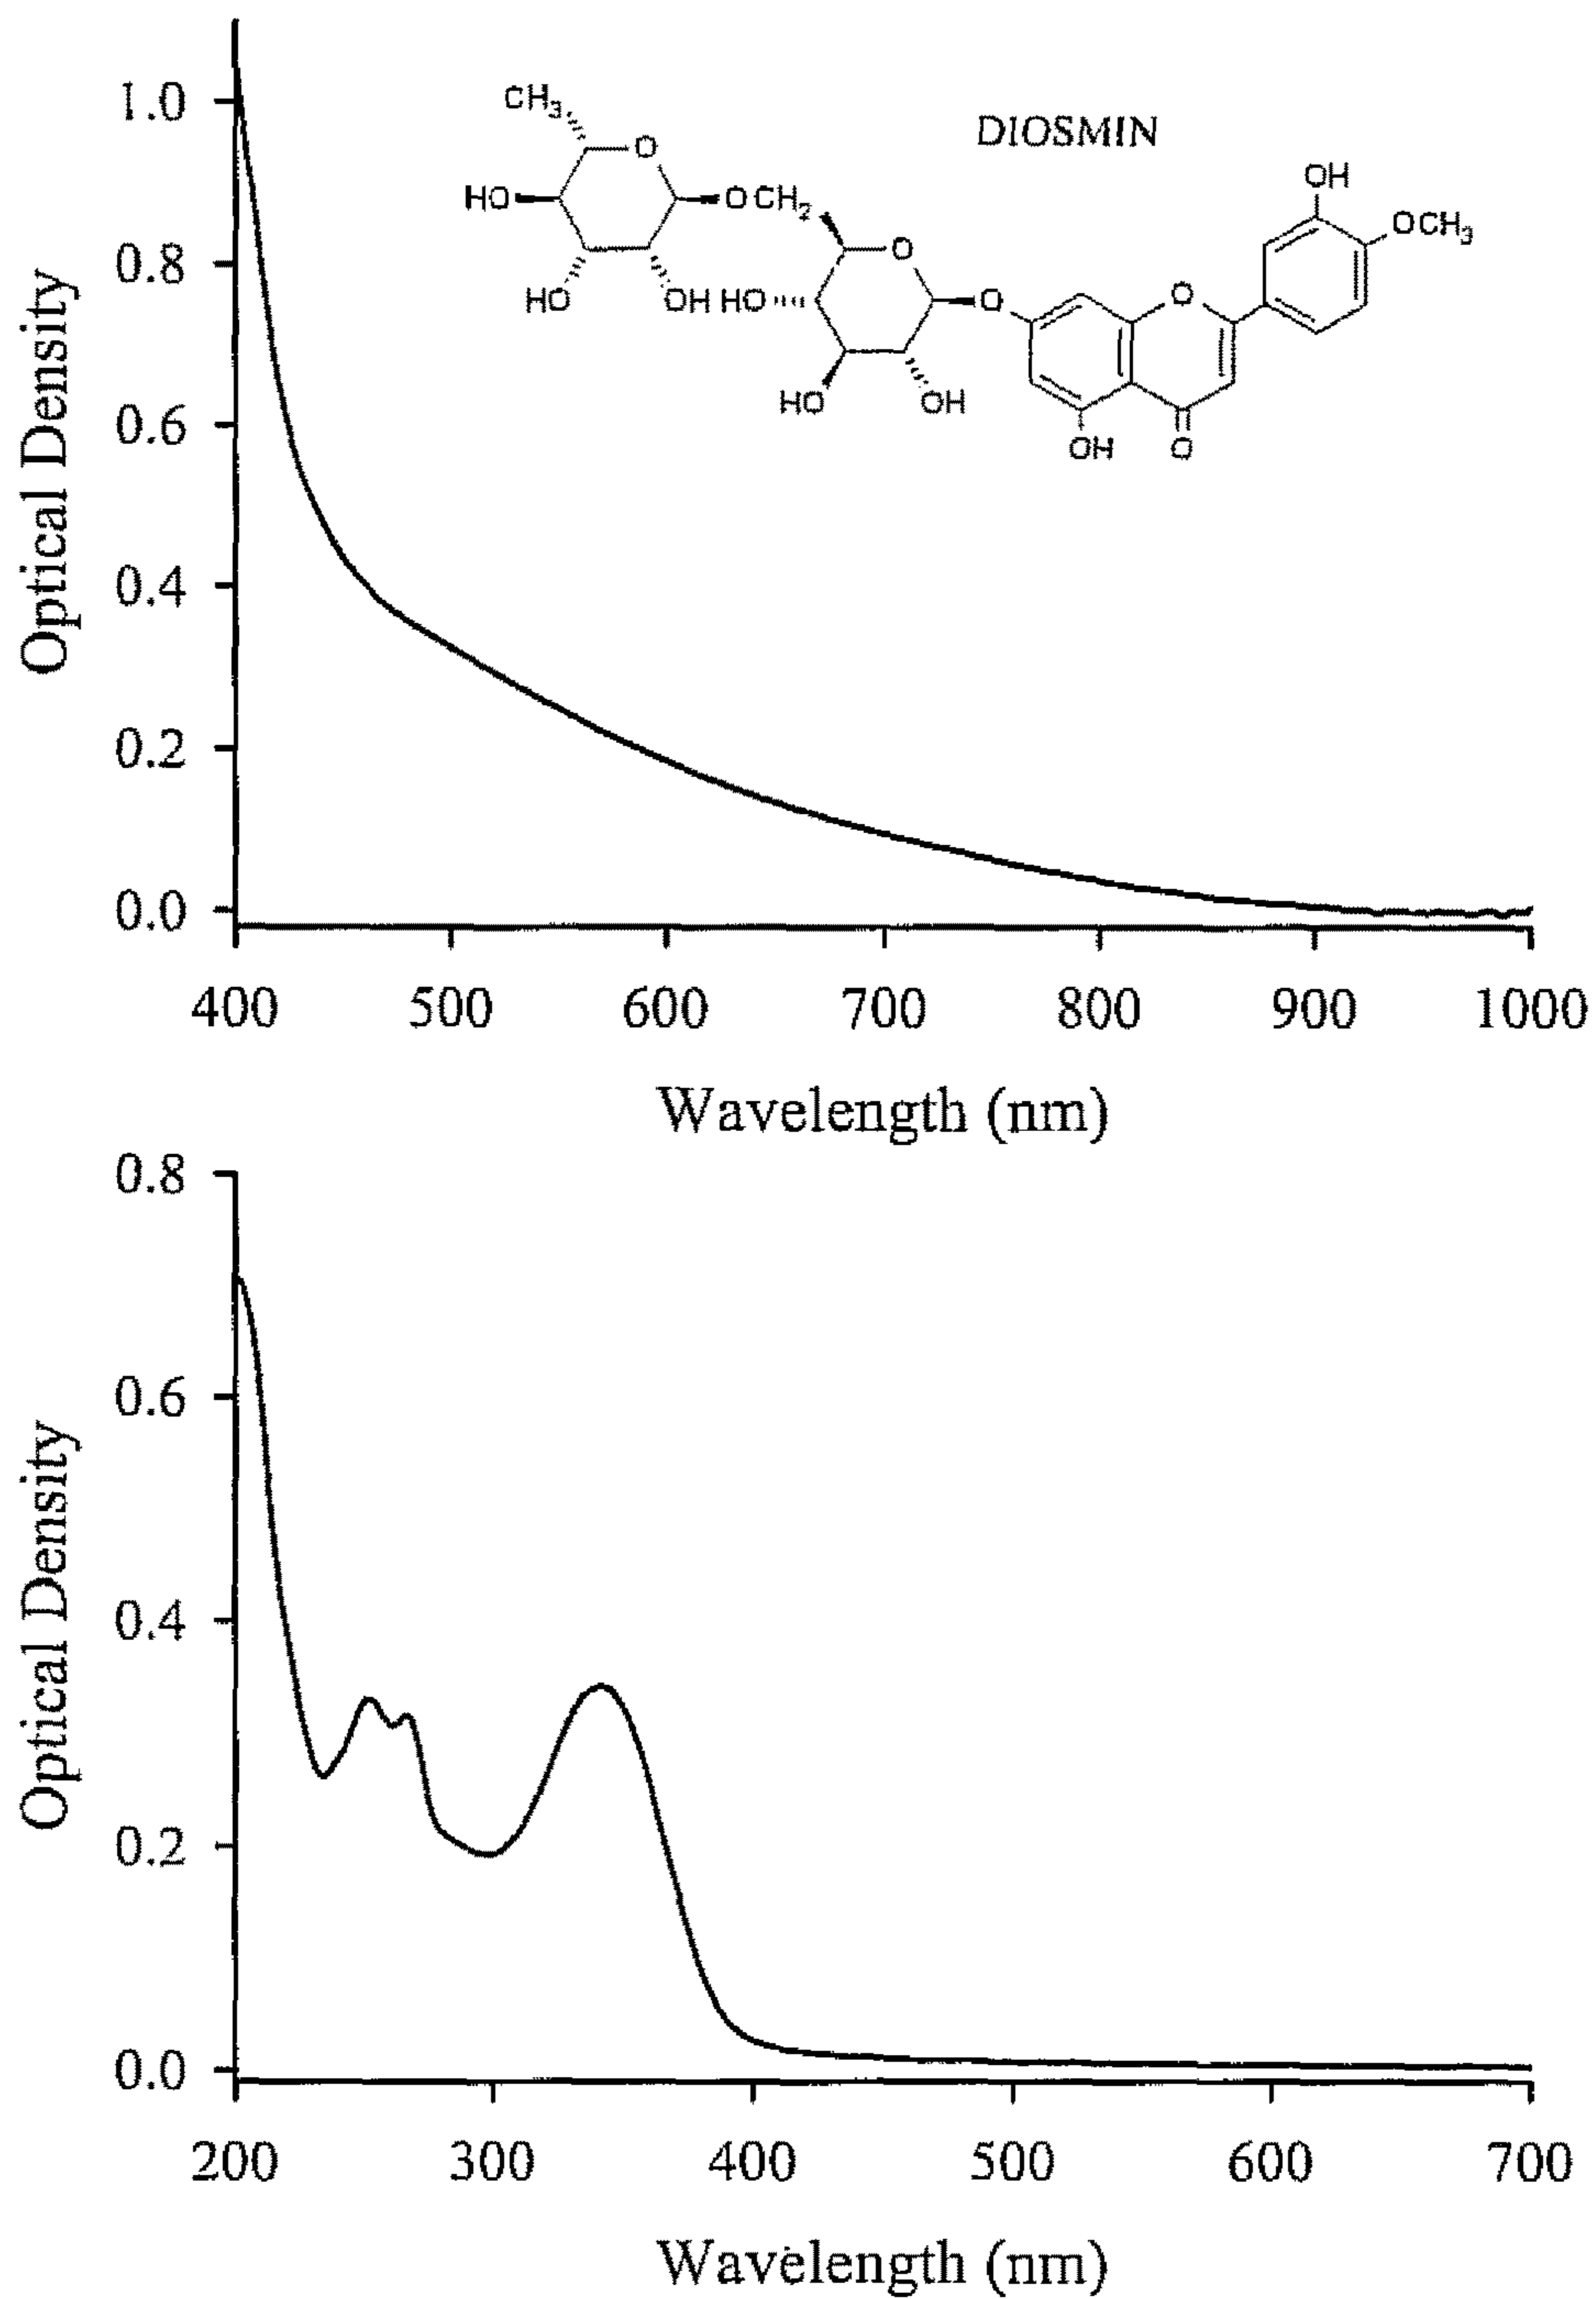 1.0
0.8
0.6
0.4
0.2
0.0
Optical Density
DIOSMIN
CH3
O
HO
OCH2
HO
OH
HO
O
HO
OH
O
O
OH
OCH3
OH
O
400 500 600 700 800 900 1000
Wavelength (nm)
0.8
0.6
0.4
0.2
0.0
Optical Density
200 300 400 500 600 700
Wavelength (nm)